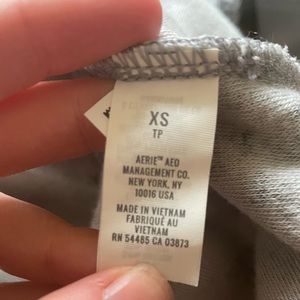 XS
TP
AERIE™ AEO
MANAGEMENT CO.
NEW YORK, NY
10016 USA
MADE IN VIETNAM
FABRIQUÉ AU
VIETNAM
RN 54485 CA 03873